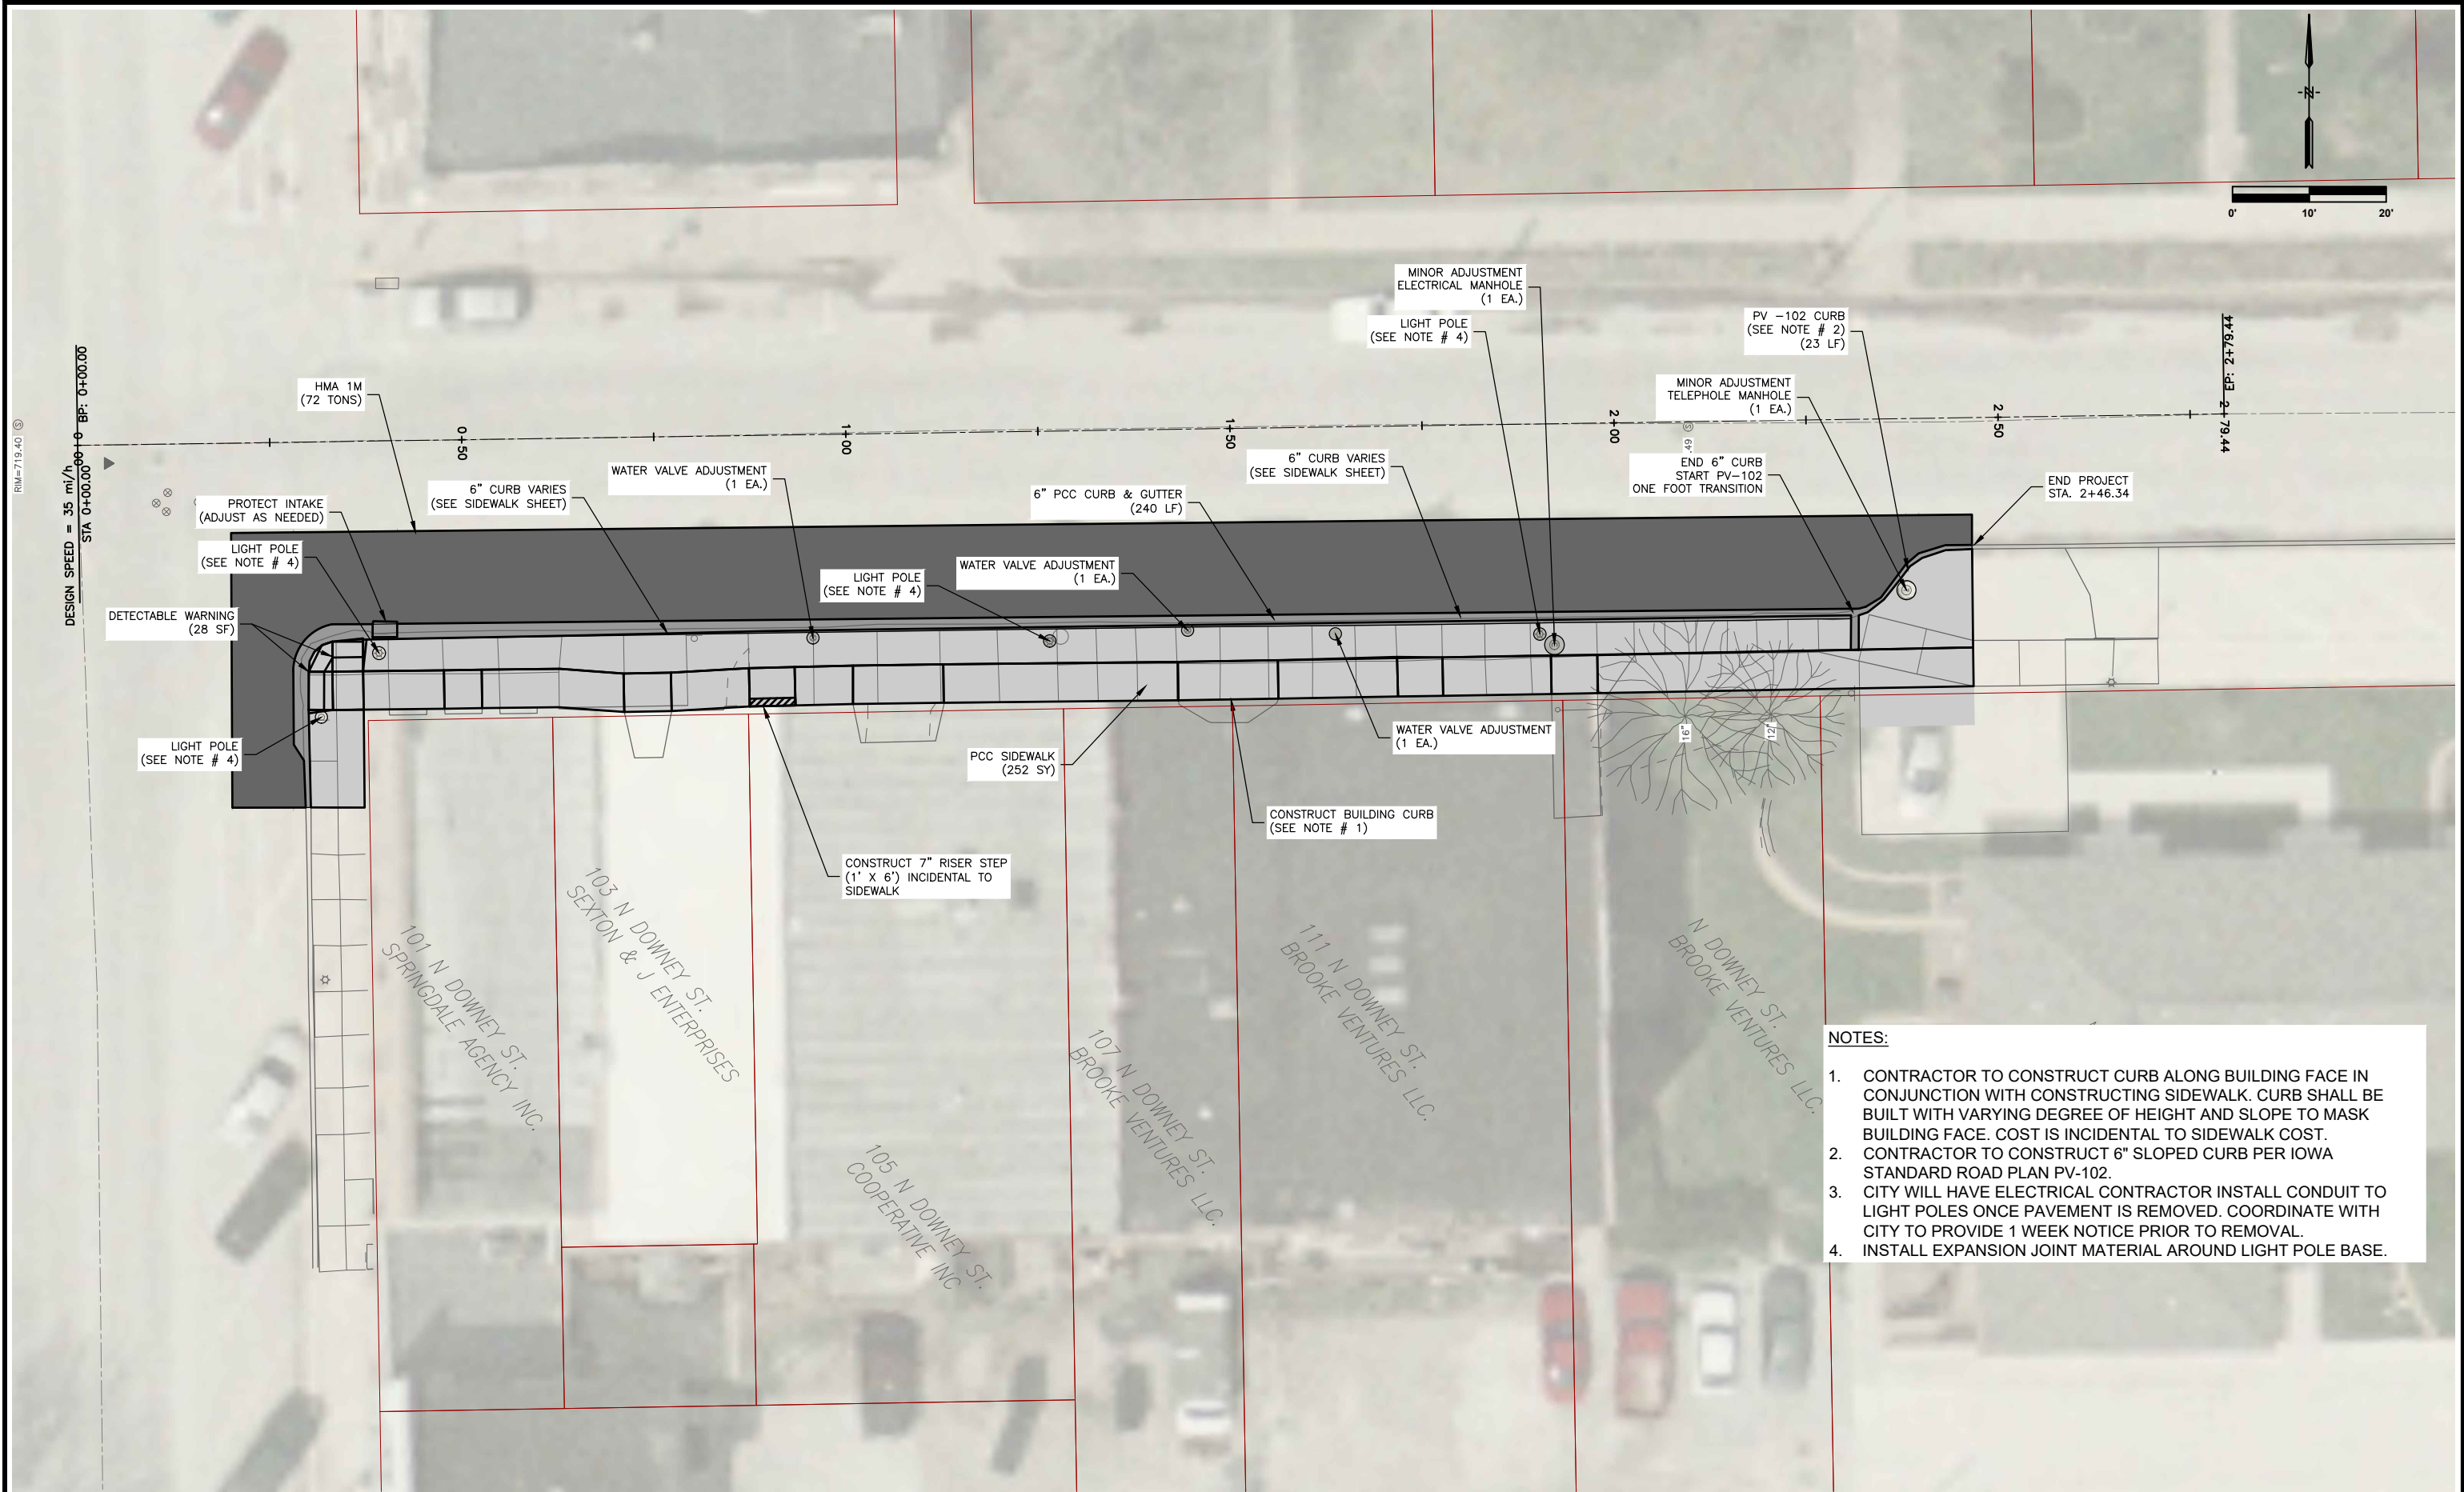 -N-
0'
10'
20'
MINOR ADJUSTMENT
ELECTRICAL MANHOLE
(1 EA.)
LIGHT POLE
(SEE NOTE # 4)
PV -102 CURB
(SEE NOTE # 2)
(23 LF)
MINOR ADJUSTMENT
TELEPHOLE MANHOLE
(1 EA.)
HMA 1M
(72 TONS)
BP: 0+00.00
DESIGN SPEED = 35 mi/h
STA 0+00.00
RIM=719.40
0+50
1+00
1+50
2+00
2+50
EP: 2+79.44
2+79.44
.49
PROTECT INTAKE
(ADJUST AS NEEDED)
6" CURB VARIES
(SEE SIDEWALK SHEET)
WATER VALVE ADJUSTMENT
(1 EA.)
6" PCC CURB & GUTTER
(240 LF)
6" CURB VARIES
(SEE SIDEWALK SHEET)
END 6" CURB
START PV-102
ONE FOOT TRANSITION
END PROJECT
STA. 2+46.34
LIGHT POLE
(SEE NOTE # 4)
LIGHT POLE
(SEE NOTE # 4)
WATER VALVE ADJUSTMENT
(1 EA.)
DETECTABLE WARNING
(28 SF)
LIGHT POLE
(SEE NOTE # 4)
PCC SIDEWALK
(252 SY)
WATER VALVE ADJUSTMENT
(1 EA.)
16"
12"
CONSTRUCT BUILDING CURB
(SEE NOTE # 1)
CONSTRUCT 7" RISER STEP
(1' X 6') INCIDENTAL TO
SIDEWALK
101 N DOWNEY ST.
SPRINGDALE AGENCY INC.
103 N DOWNEY ST.
SEXTON & J ENTERPRISES
105 N DOWNEY ST.
COOPERATIVE INC
107 N DOWNEY ST.
BROOKE VENTURES LLC.
111 N DOWNEY ST.
BROOKE VENTURES LLC.
N DOWNEY ST.
BROOKE VENTURES LLC.
NOTES:
1. CONTRACTOR TO CONSTRUCT CURB ALONG BUILDING FACE IN
CONJUNCTION WITH CONSTRUCTING SIDEWALK. CURB SHALL BE
BUILT WITH VARYING DEGREE OF HEIGHT AND SLOPE TO MASK
BUILDING FACE. COST IS INCIDENTAL TO SIDEWALK COST.
2. CONTRACTOR TO CONSTRUCT 6" SLOPED CURB PER IOWA
STANDARD ROAD PLAN PV-102.
3. CITY WILL HAVE ELECTRICAL CONTRACTOR INSTALL CONDUIT TO
LIGHT POLES ONCE PAVEMENT IS REMOVED. COORDINATE WITH
CITY TO PROVIDE 1 WEEK NOTICE PRIOR TO REMOVAL.
4. INSTALL EXPANSION JOINT MATERIAL AROUND LIGHT POLE BASE.